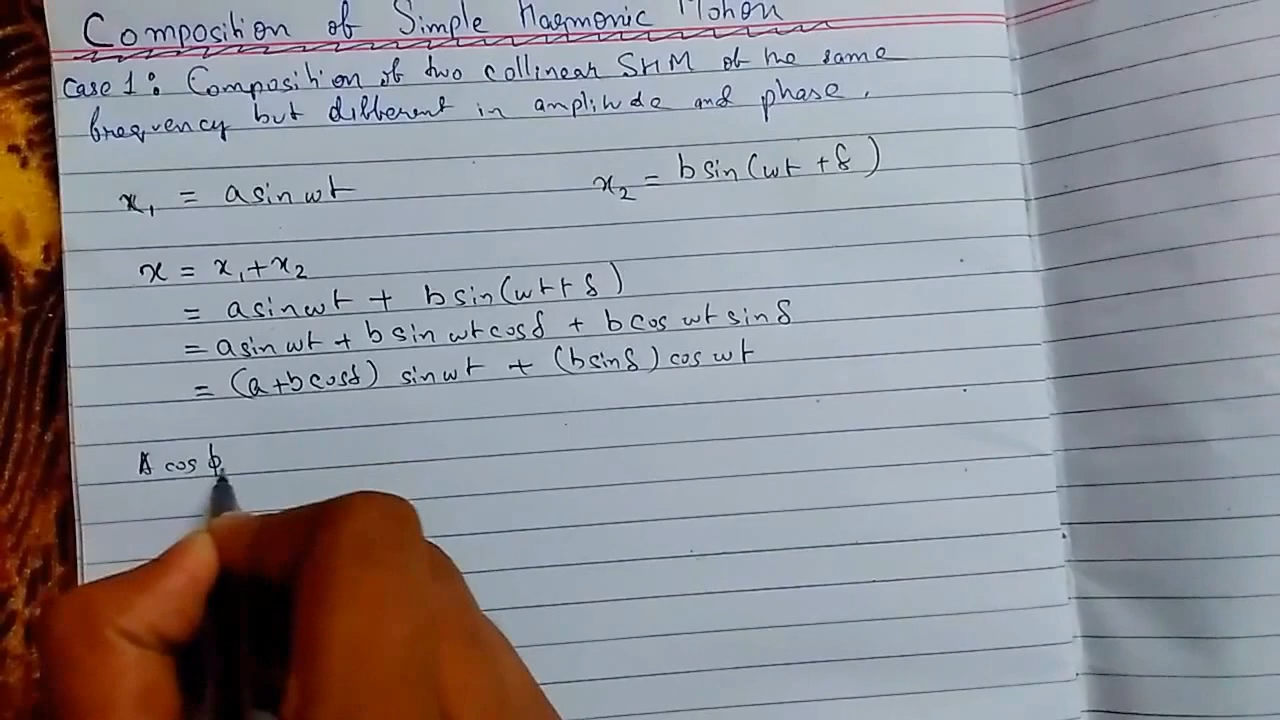 Composition of Simple Harmonic Motion
Case 1: Composition of two collinear SHM of the same
frequency but different in amplitude and phase.
x₁ = a sin ωt x₂ = b sin(ωt + δ)
x = x₁ + x₂
= a sin ωt + b sin(ωt + δ)
= a sin ωt + b sin ωt cos δ + b cos ωt sin δ
= (a + b cos δ) sin ωt + (b sin δ) cos ωt
A cos ϕ